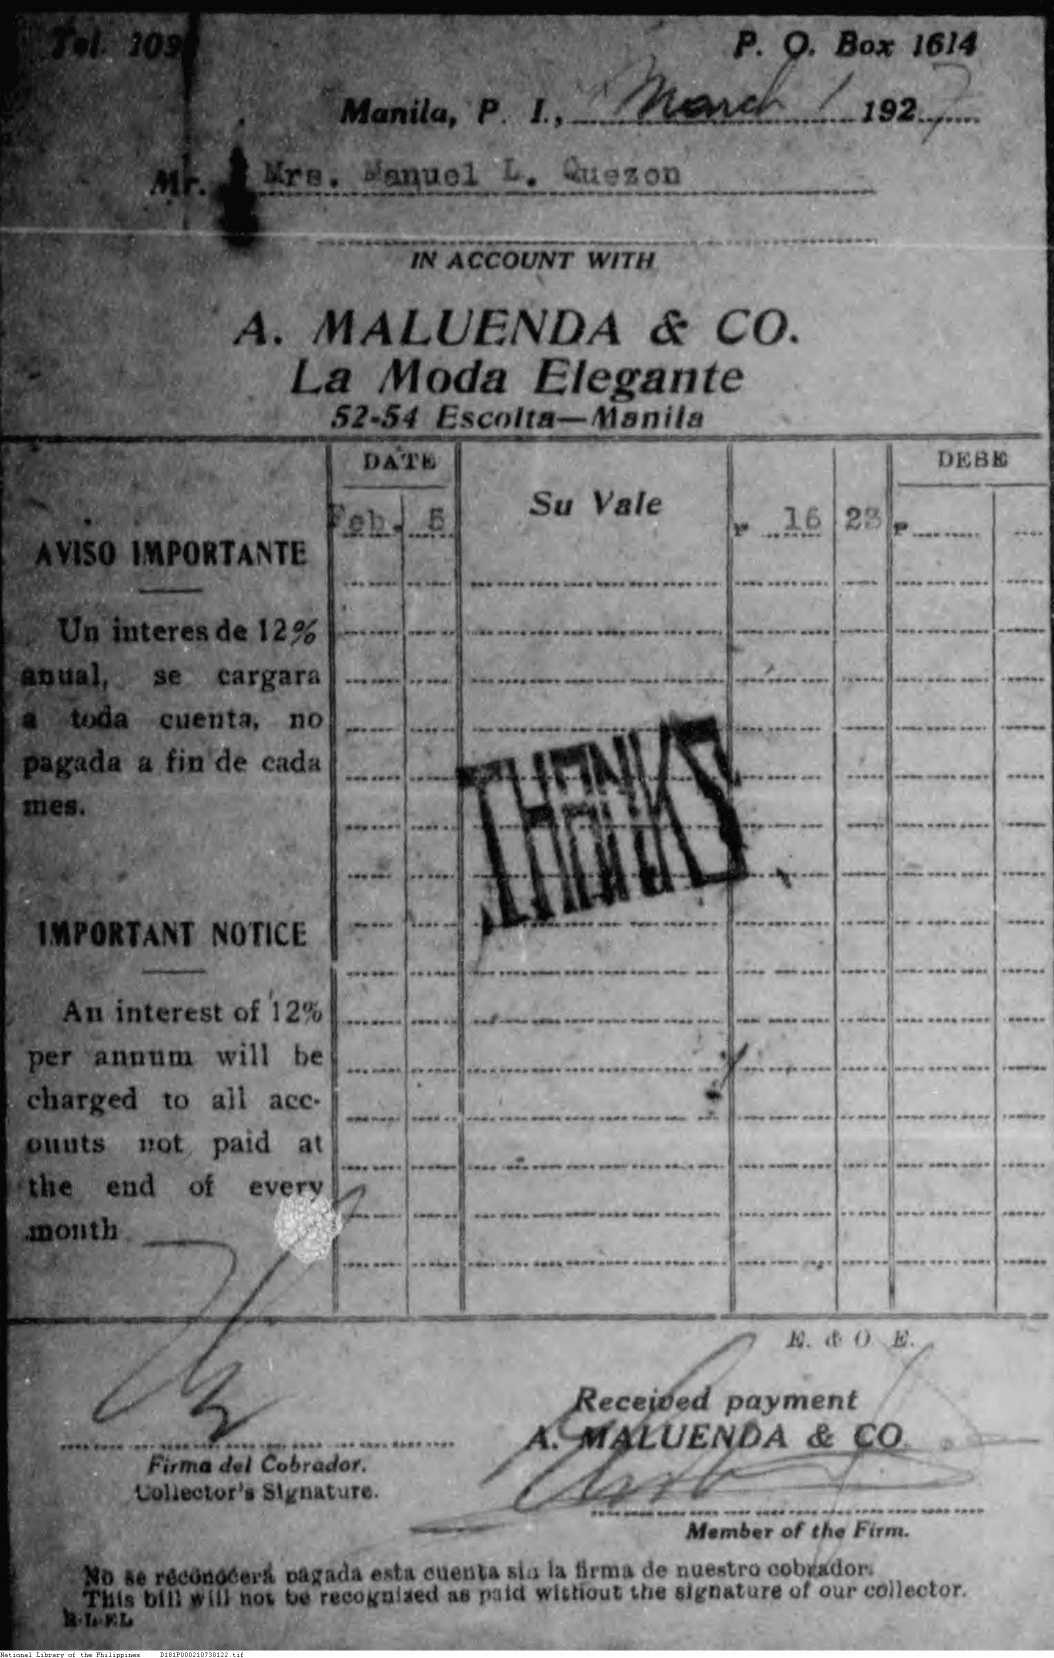 Tel. 109
P. O. Box 1614
Manila, P. I., March 1 1927
Mr. Mrs. Manuel L. Quezon
IN ACCOUNT WITH
A. MALUENDA & CO.
La Moda Elegante
52-54 Escolta—Manila
DATE
DEBE
Feb. 5 Su Vale P 16 23 P
AVISO IMPORTANTE
Un interes de 12%
anual, se cargara
a toda cuenta, no
pagada a fin de cada
mes.
THANKS
IMPORTANT NOTICE
An interest of 12%
per annum will be
charged to all acc-
ounts not paid at
the end of every
month
E. & O. E.
Received payment
A. MALUENDA & CO
Firma del Cobrador.
Collector's Signature.
Member of the Firm.
No se reconocerá pagada esta cuenta sin la firma de nuestro cobrador.
This bill will not be recognized as paid without the signature of our collector.
National Library of the Philippines D181P000210738122.tif